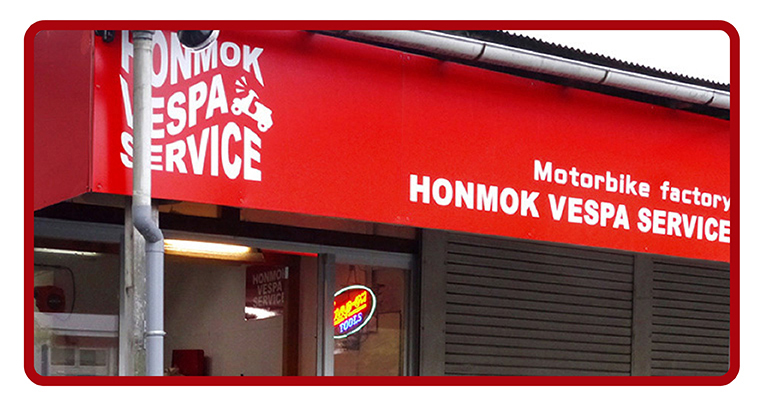 HONMOK
VESPA
SERVICE
Motorbike factory
HONMOK VESPA SERVICE
HONMOK
VESPA
SERVICE
TOOLS